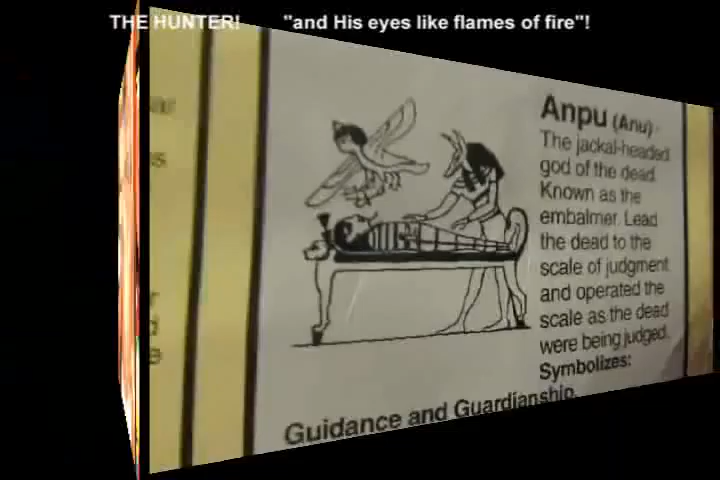 THE HUNTER! "and His eyes like flames of fire"!
Anpu (Anu) -
The jackal-headed
god of the dead.
Known as the
embalmer. Lead
the dead to the
scale of judgment
and operated the
scale as the dead
were being judged.
Symbolizes:
Guidance and Guardianship.